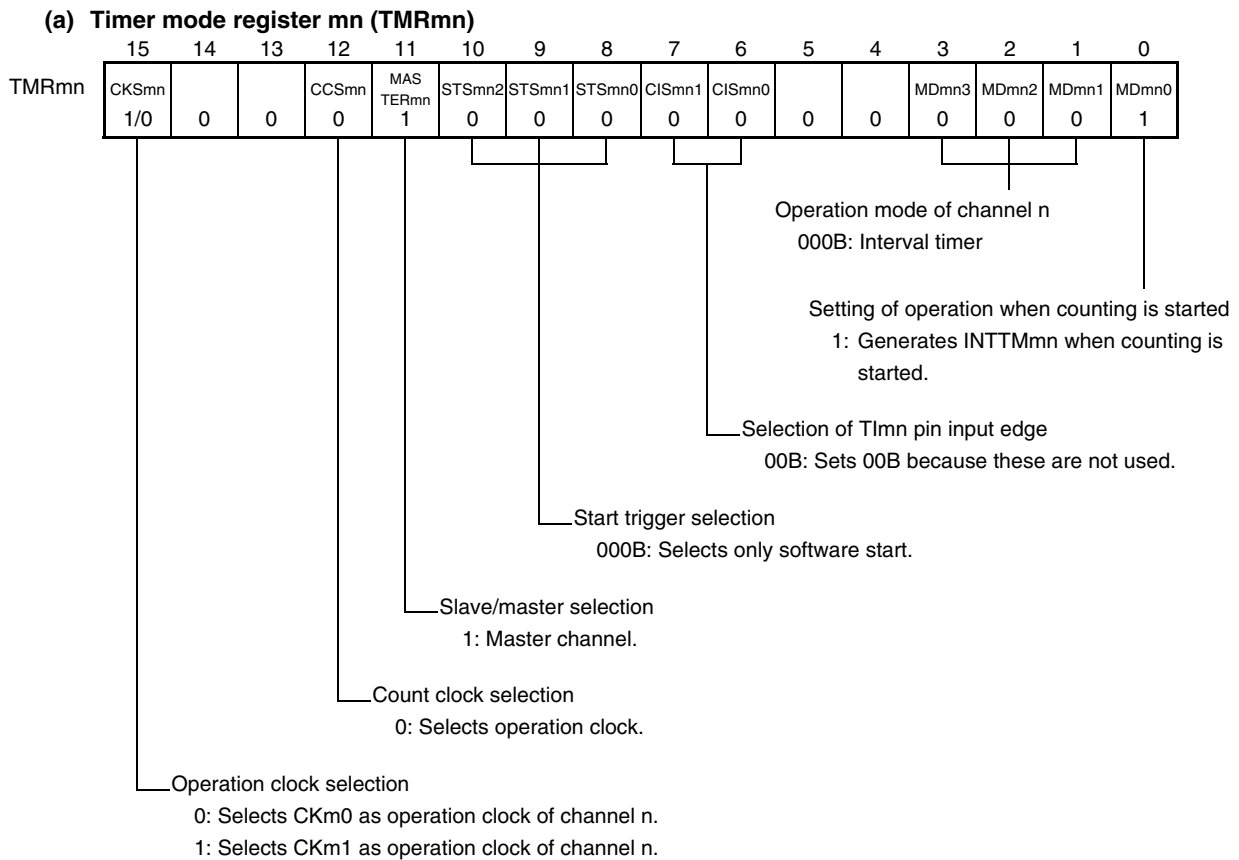 (a) Timer mode register mn (TMRmn)
15 14 13 12 11 10 9 8 7 6 5 4 3 2 1 0
TMRmn CKSmn CCSmn MAS TERmn STSmn2 STSmn1 STSmn0 CISmn1 CISmn0 MDmn3 MDmn2 MDmn1 MDmn0
1/0 0 0 0 1 0 0 0 0 0 0 0 0 0 0 1
Operation mode of channel n
000B: Interval timer
Setting of operation when counting is started
1: Generates INTTMmn when counting is
started.
Selection of TImn pin input edge
00B: Sets 00B because these are not used.
Start trigger selection
000B: Selects only software start.
Slave/master selection
1: Master channel.
Count clock selection
0: Selects operation clock.
Operation clock selection
0: Selects CKm0 as operation clock of channel n.
1: Selects CKm1 as operation clock of channel n.